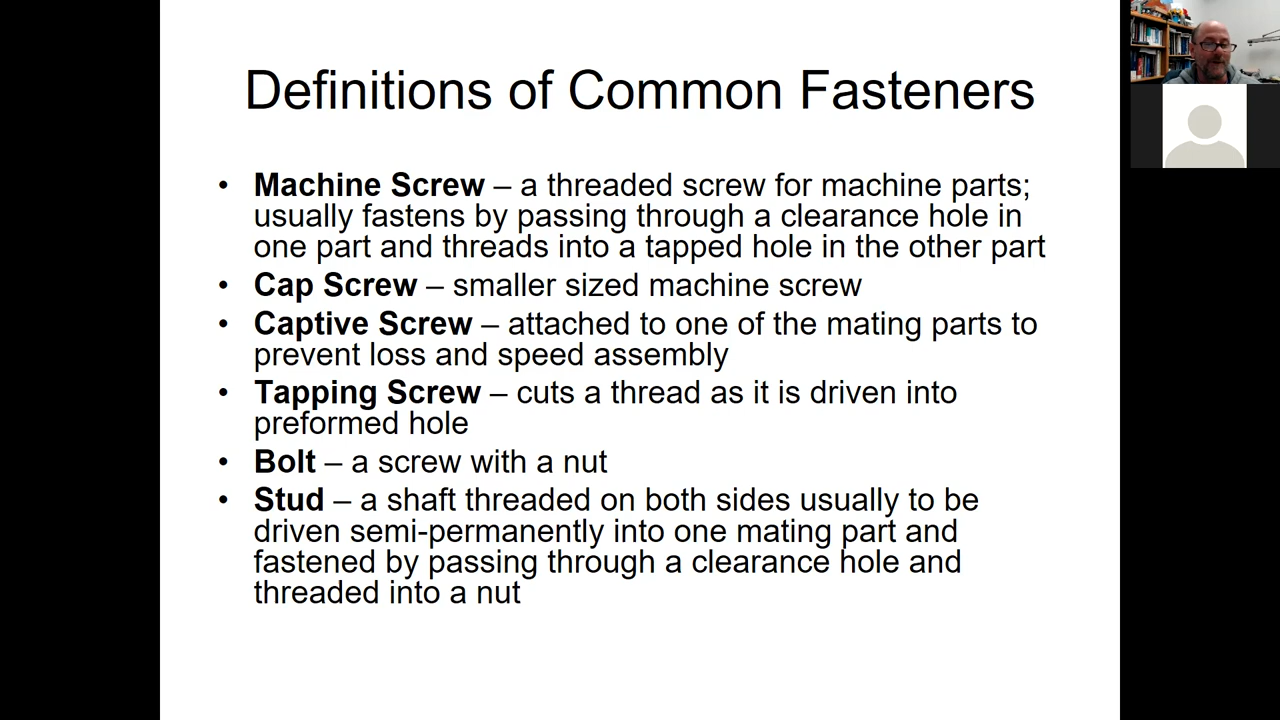 Definitions of Common Fasteners
• Machine Screw – a threaded screw for machine parts;
usually fastens by passing through a clearance hole in
one part and threads into a tapped hole in the other part
• Cap Screw – smaller sized machine screw
• Captive Screw – attached to one of the mating parts to
prevent loss and speed assembly
• Tapping Screw – cuts a thread as it is driven into
preformed hole
• Bolt – a screw with a nut
• Stud – a shaft threaded on both sides usually to be
driven semi-permanently into one mating part and
fastened by passing through a clearance hole and
threaded into a nut